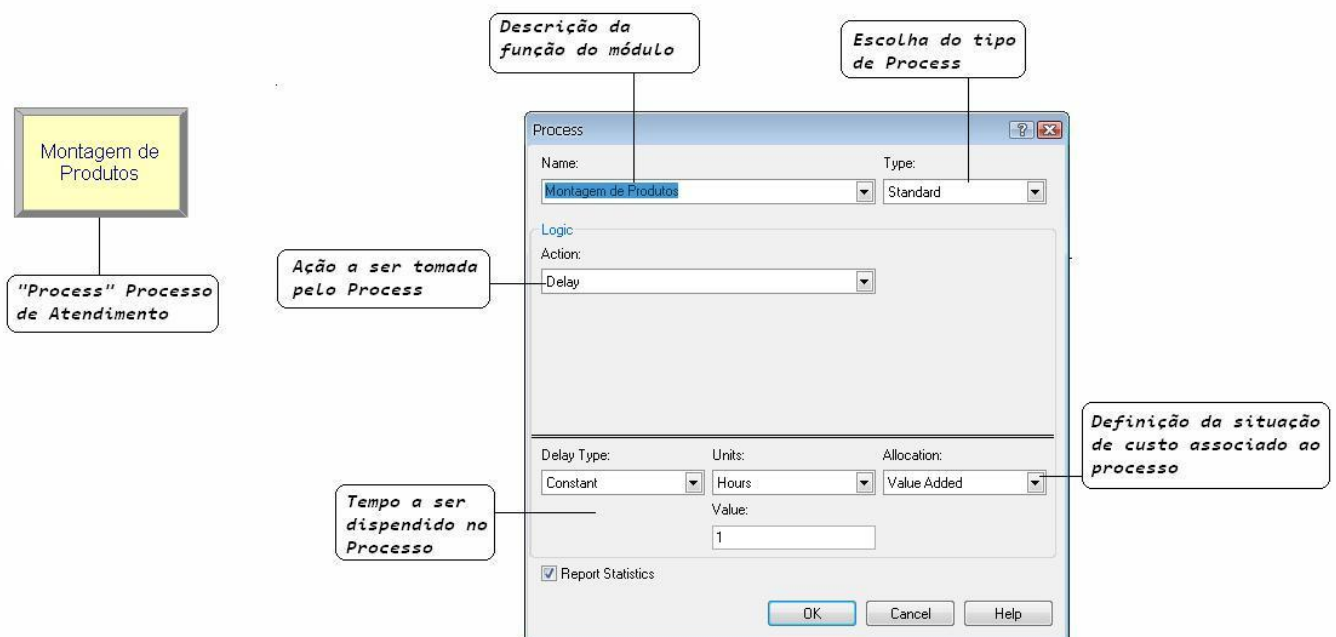 Descrição da
função do módulo
Escolha do tipo
de Process
Montagem de
Produtos
"Process" Processo
de Atendimento
Process
Name:
Type:
Montagem de Produtos
Standard
Logic
Action:
Delay
Ação a ser tomada
pelo Process
Delay Type:
Units:
Allocation:
Constant
Hours
Value Added
Value:
1
Tempo a ser
dispendido no
Processo
Definição da situação
de custo associado ao
processo
Report Statistics
OK
Cancel
Help